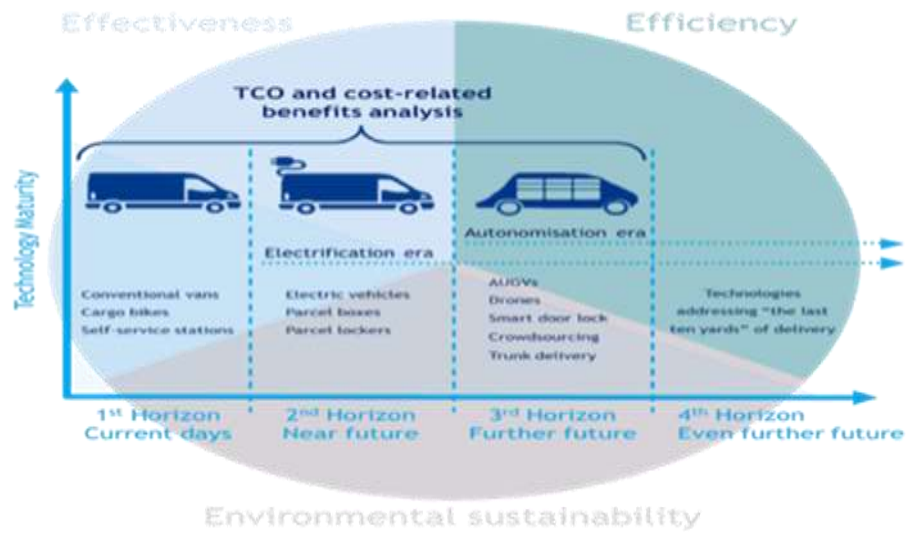 Effectiveness
Efficiency
TCO and cost-related
benefits analysis
Technology Maturity
Autonomisation era
Electrification era
Conventional vans
Cargo bikes
Self-service stations
Electric vehicles
Parcel boxes
Parcel lockers
AUGVs
Drones
Smart door lock
Crowdsourcing
Trunk delivery
Technologies
addressing "the last
ten yards" of delivery
1st Horizon
Current days
2nd Horizon
Near future
3rd Horizon
Further future
4th Horizon
Even further future
Environmental sustainability